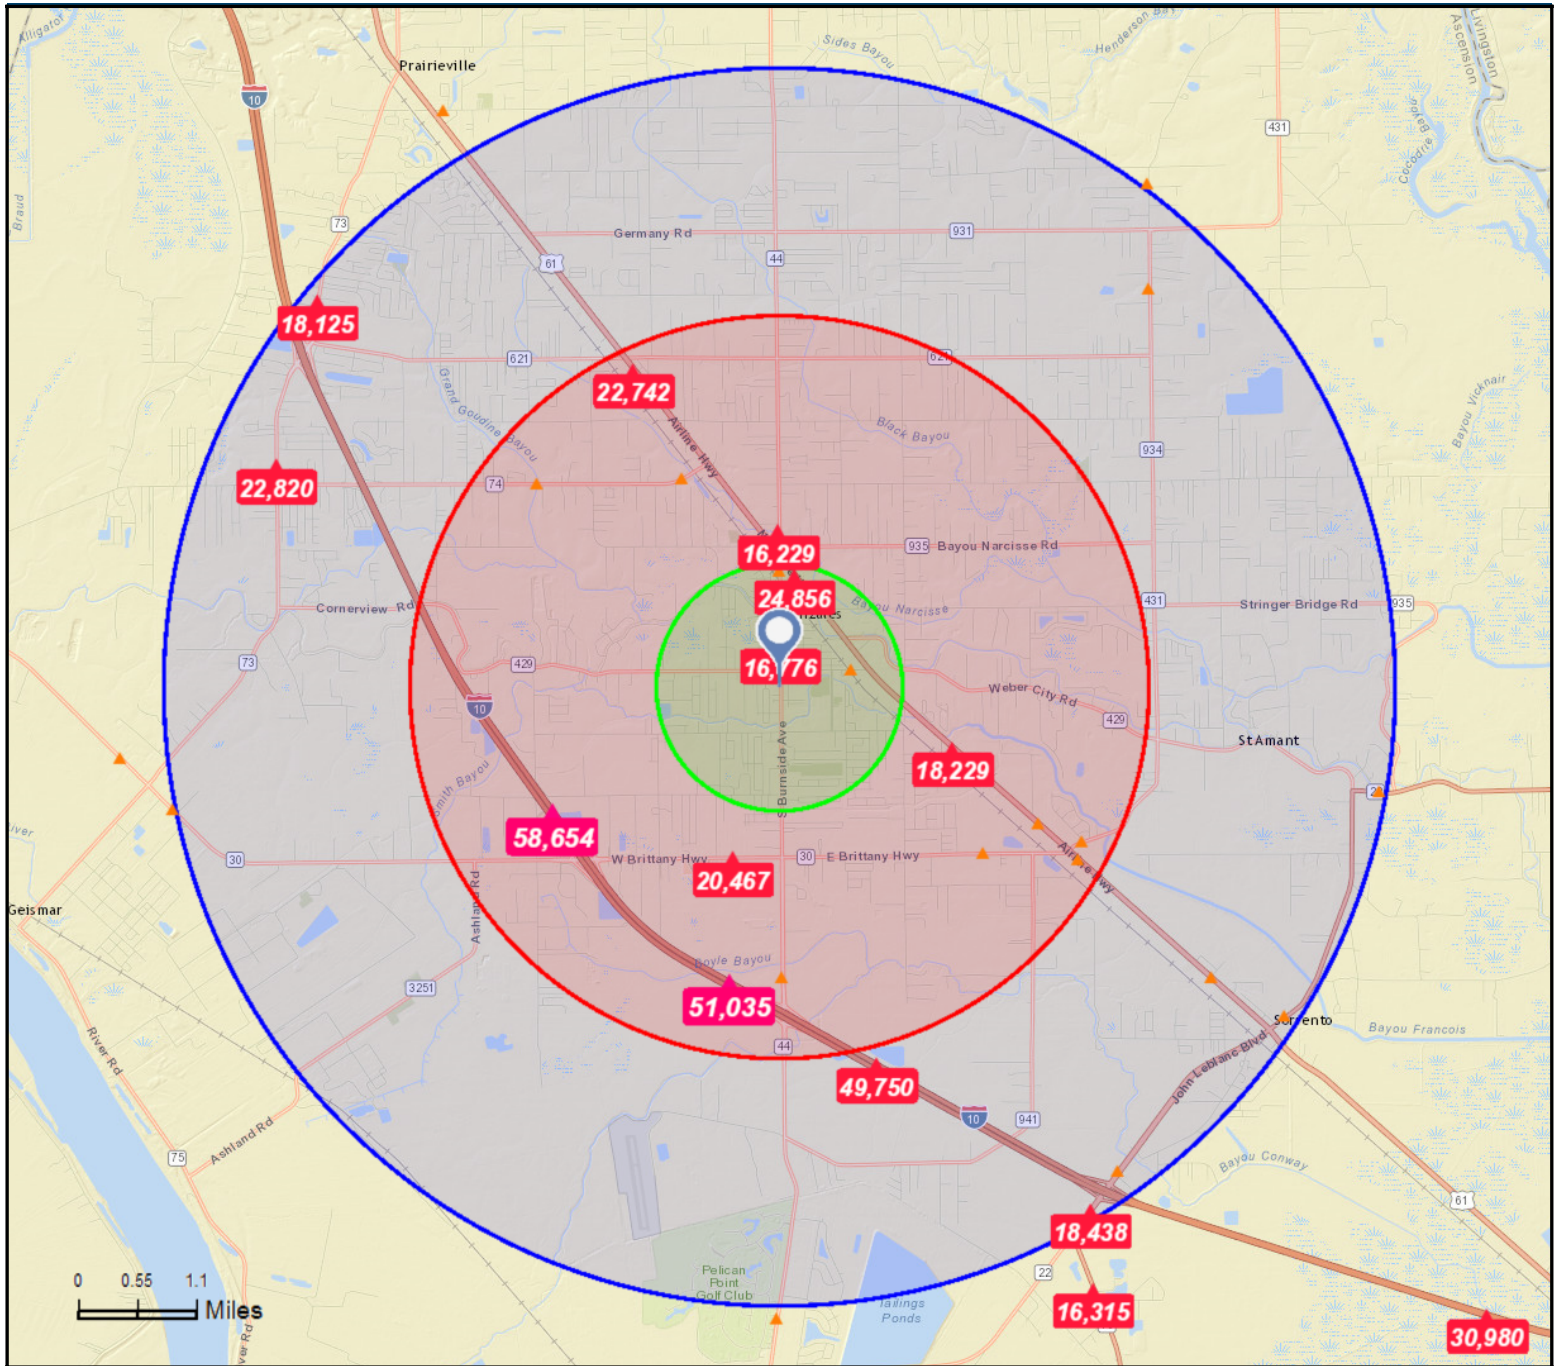 Alligator
Prairieville
Sides Bayou
Henderson Bay
Livingston
Ascension
10
431
Cocodrie Bayou
Braud
73
Germany Rd
931
61
44
18,125
621
621
22,742
Grand Goudine Bayou
Airline Hwy
Black Bayou
Bayou Vicknair
934
22,820
74
16,229
935
Bayou Narcisse Rd
24,856
Bayou Narcisse
431
Stringer Bridge Rd
935
Cornerview Rd
73
429
Weber City Rd
10
429
St Amant
S Burnside Ave
18,229
Smith Bayou
58,654
W Brittany Hwy
30
E Brittany Hwy
30
20,467
Airline Hwy
Geismar
Ashland Rd
Boyle Bayou
3251
51,035
Sorrento
Bayou Francois
River Rd
44
John Leblanc Blvd
49,750
10
941
Ashland Rd
75
Bayou Conway
61
18,438
Pelican
Point
Golf Club
22
Tailings
Ponds
16,315
0 0.55 1.1
Miles
30,980